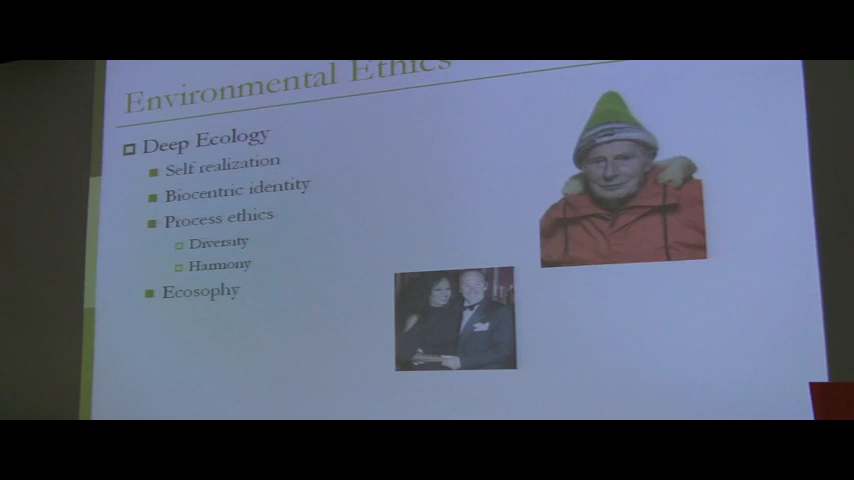 Environmental Ethics
Deep Ecology
Self realization
Biocentric identity
Process ethics
Diversity
Harmony
Ecosophy